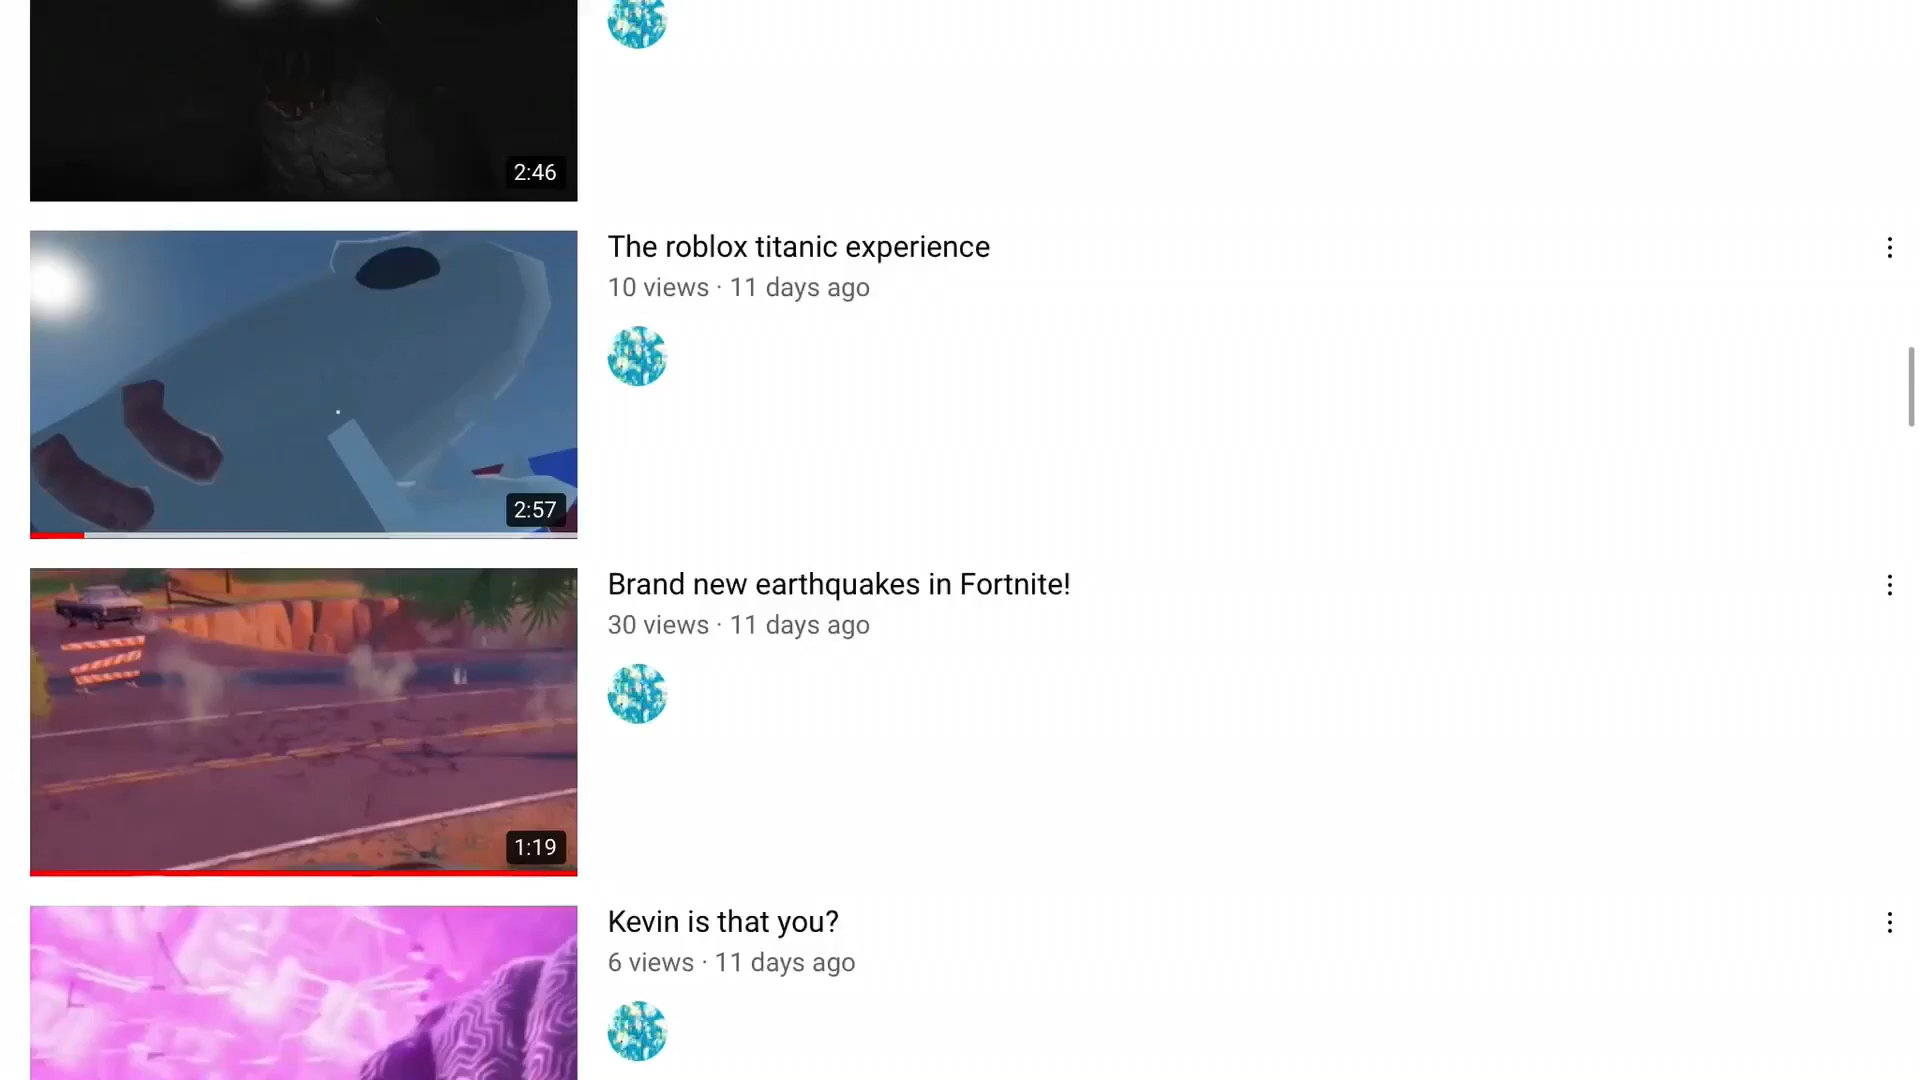 2:46
The roblox titanic experience
10 views · 11 days ago
2:57
Brand new earthquakes in Fortnite!
30 views · 11 days ago
1:19
Kevin is that you?
6 views · 11 days ago